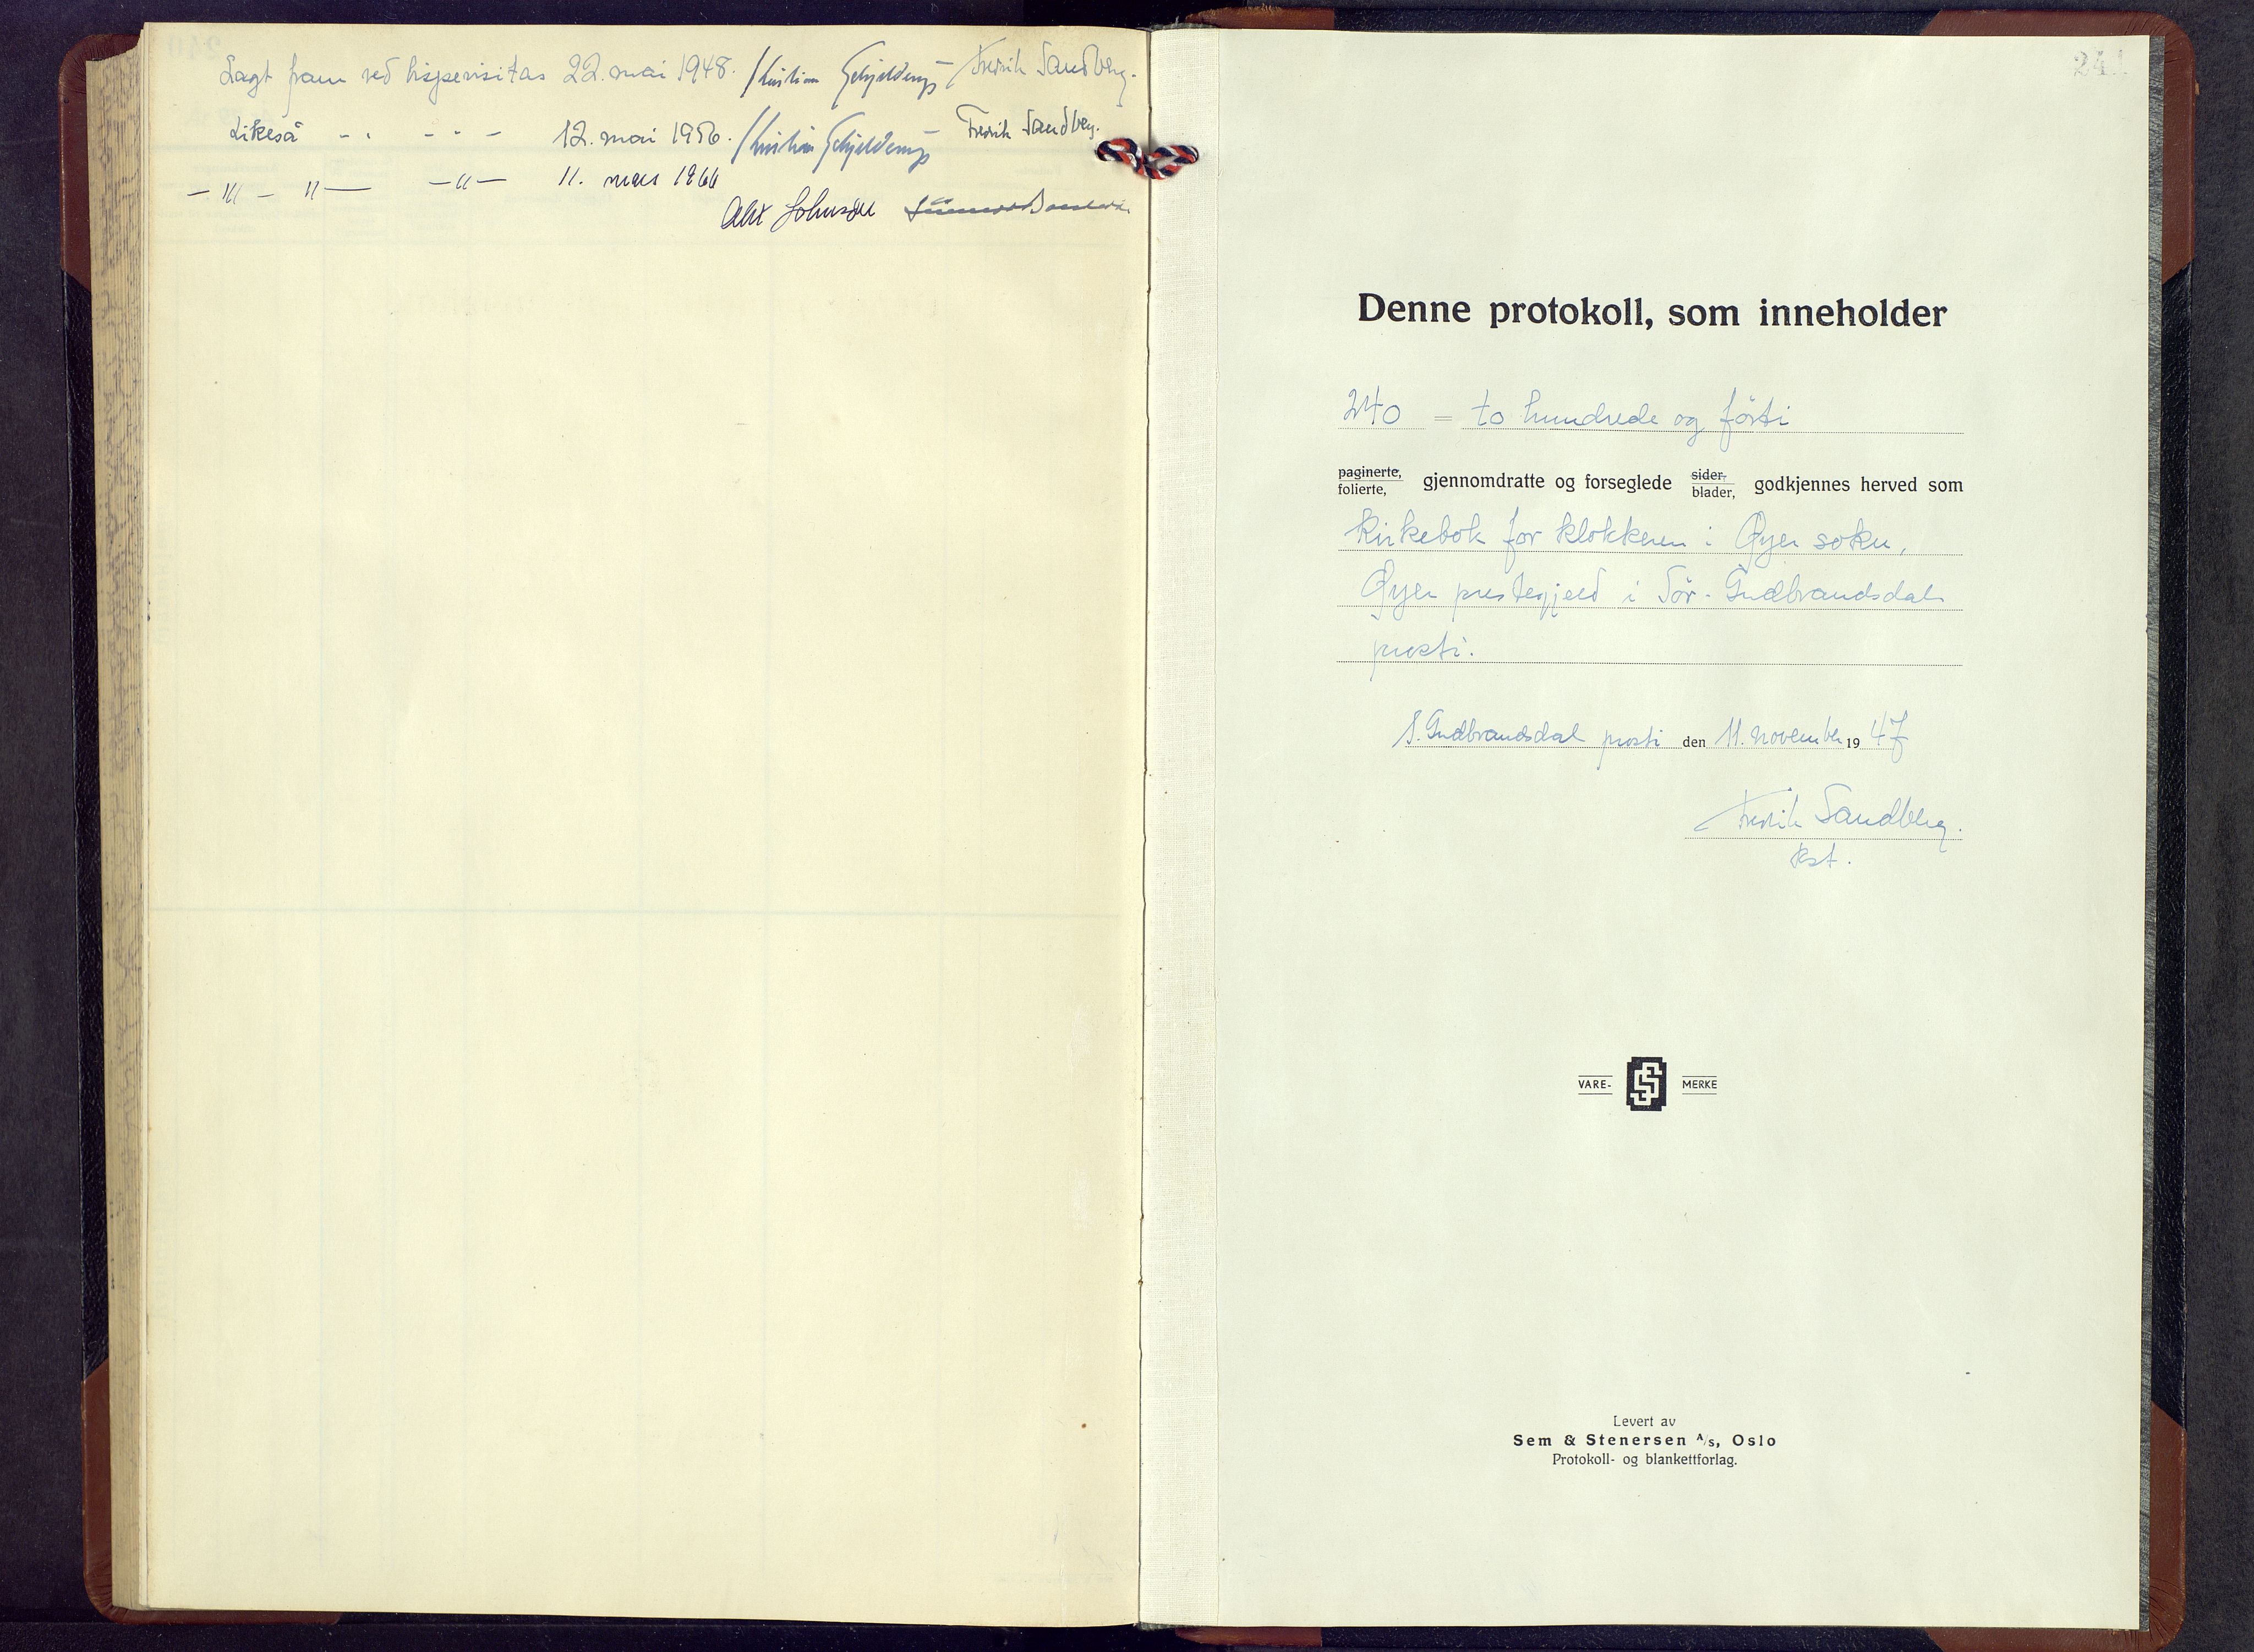 Lagt fram ved bispevisitas 22. mai 1948. Kristian Schjelderup Fredrik Sandberg.
Likeså - " - " - 12. mai 1956. Kristian Schjelderup Fredrik Sandberg.
— " — " — — " — 11. mars 1966
Alex Johnson
241
Denne protokoll, som inneholder
240 = to hundrede og førti
paginerte, folierte, gjennomdratte og forseglede sider, blader, godkjennes herved som
Kirkebok for klokkeren i Øyer sokn,
Øyer prestegjeld i Sør-Gudbrandsdal
prosti.
S. Gudbrandsdal prosti den 11. november 1947
Fredrik Sandberg.
kst.
VARE- SS MERKE
Levert av
Sem & Stenersen A/s, Oslo
Protokoll- og blankettforlag.